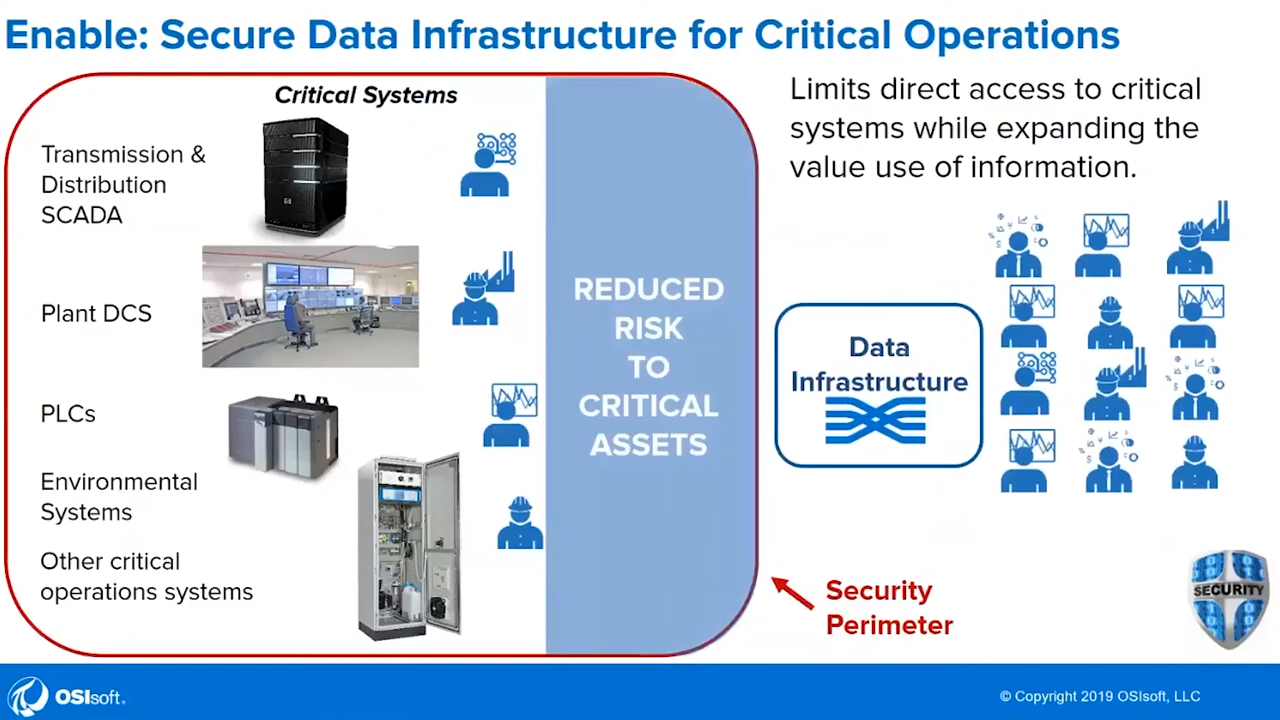 Enable: Secure Data Infrastructure for Critical Operations
Critical Systems
Transmission &
Distribution
SCADA
Plant DCS
PLCs
Environmental
Systems
Other critical
operations systems
REDUCED
RISK
TO
CRITICAL
ASSETS
Limits direct access to critical
systems while expanding the
value use of information.
Data
Infrastructure
Security
Perimeter
SECURITY
OSIsoft.
© Copyright 2019 OSIsoft, LLC